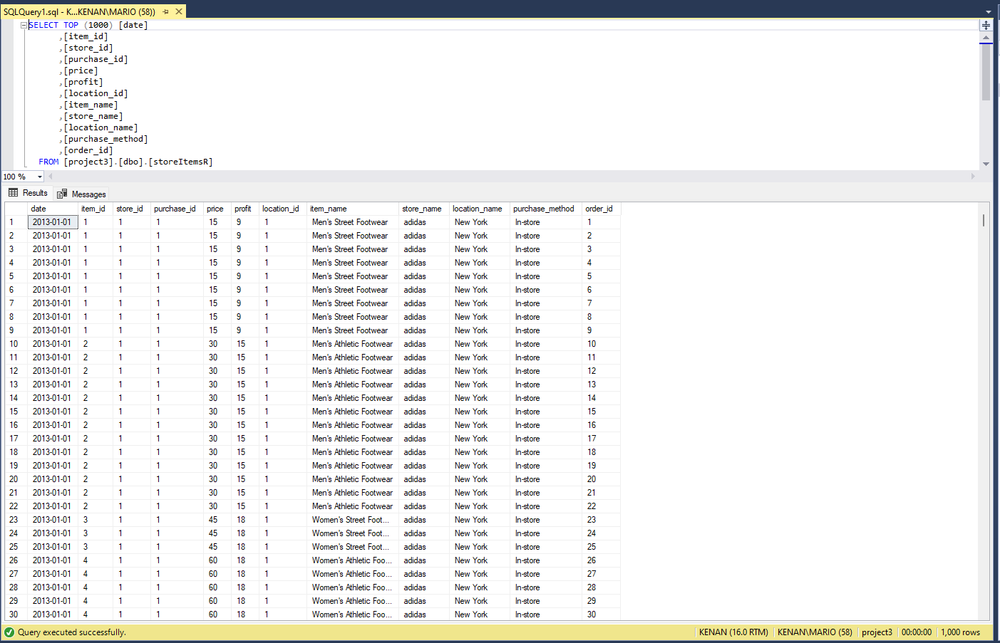 SQLQuery1.sql - K...KENAN\MARIO (58))
SELECT TOP (1000) [date]
,[item_id]
,[store_id]
,[purchase_id]
,[price]
,[profit]
,[location_id]
,[item_name]
,[store_name]
,[location_name]
,[purchase_method]
,[order_id]
FROM [project3].[dbo].[storeItemsR]
100 %
Results Messages
date item_id store_id purchase_id price profit location_id item_name store_name location_name purchase_method order_id
1 2013-01-01 1 1 1 15 9 1 Men's Street Footwear adidas New York In-store 1
2 2013-01-01 1 1 1 15 9 1 Men's Street Footwear adidas New York In-store 2
3 2013-01-01 1 1 1 15 9 1 Men's Street Footwear adidas New York In-store 3
4 2013-01-01 1 1 1 15 9 1 Men's Street Footwear adidas New York In-store 4
5 2013-01-01 1 1 1 15 9 1 Men's Street Footwear adidas New York In-store 5
6 2013-01-01 1 1 1 15 9 1 Men's Street Footwear adidas New York In-store 6
7 2013-01-01 1 1 1 15 9 1 Men's Street Footwear adidas New York In-store 7
8 2013-01-01 1 1 1 15 9 1 Men's Street Footwear adidas New York In-store 8
9 2013-01-01 1 1 1 15 9 1 Men's Street Footwear adidas New York In-store 9
10 2013-01-01 2 1 1 30 15 1 Men's Athletic Footwear adidas New York In-store 10
11 2013-01-01 2 1 1 30 15 1 Men's Athletic Footwear adidas New York In-store 11
12 2013-01-01 2 1 1 30 15 1 Men's Athletic Footwear adidas New York In-store 12
13 2013-01-01 2 1 1 30 15 1 Men's Athletic Footwear adidas New York In-store 13
14 2013-01-01 2 1 1 30 15 1 Men's Athletic Footwear adidas New York In-store 14
15 2013-01-01 2 1 1 30 15 1 Men's Athletic Footwear adidas New York In-store 15
16 2013-01-01 2 1 1 30 15 1 Men's Athletic Footwear adidas New York In-store 16
17 2013-01-01 2 1 1 30 15 1 Men's Athletic Footwear adidas New York In-store 17
18 2013-01-01 2 1 1 30 15 1 Men's Athletic Footwear adidas New York In-store 18
19 2013-01-01 2 1 1 30 15 1 Men's Athletic Footwear adidas New York In-store 19
20 2013-01-01 2 1 1 30 15 1 Men's Athletic Footwear adidas New York In-store 20
21 2013-01-01 2 1 1 30 15 1 Men's Athletic Footwear adidas New York In-store 21
22 2013-01-01 2 1 1 30 15 1 Men's Athletic Footwear adidas New York In-store 22
23 2013-01-01 3 1 1 45 18 1 Women's Street Foot... adidas New York In-store 23
24 2013-01-01 3 1 1 45 18 1 Women's Street Foot... adidas New York In-store 24
25 2013-01-01 3 1 1 45 18 1 Women's Street Foot... adidas New York In-store 25
26 2013-01-01 4 1 1 60 18 1 Women's Athletic Foo... adidas New York In-store 26
27 2013-01-01 4 1 1 60 18 1 Women's Athletic Foo... adidas New York In-store 27
28 2013-01-01 4 1 1 60 18 1 Women's Athletic Foo... adidas New York In-store 28
29 2013-01-01 4 1 1 60 18 1 Women's Athletic Foo... adidas New York In-store 29
30 2013-01-01 4 1 1 60 18 1 Women's Athletic Foo... adidas New York In-store 30
Query executed successfully. KENAN (16.0 RTM) KENAN\MARIO (58) project3 00:00:00 1,000 rows